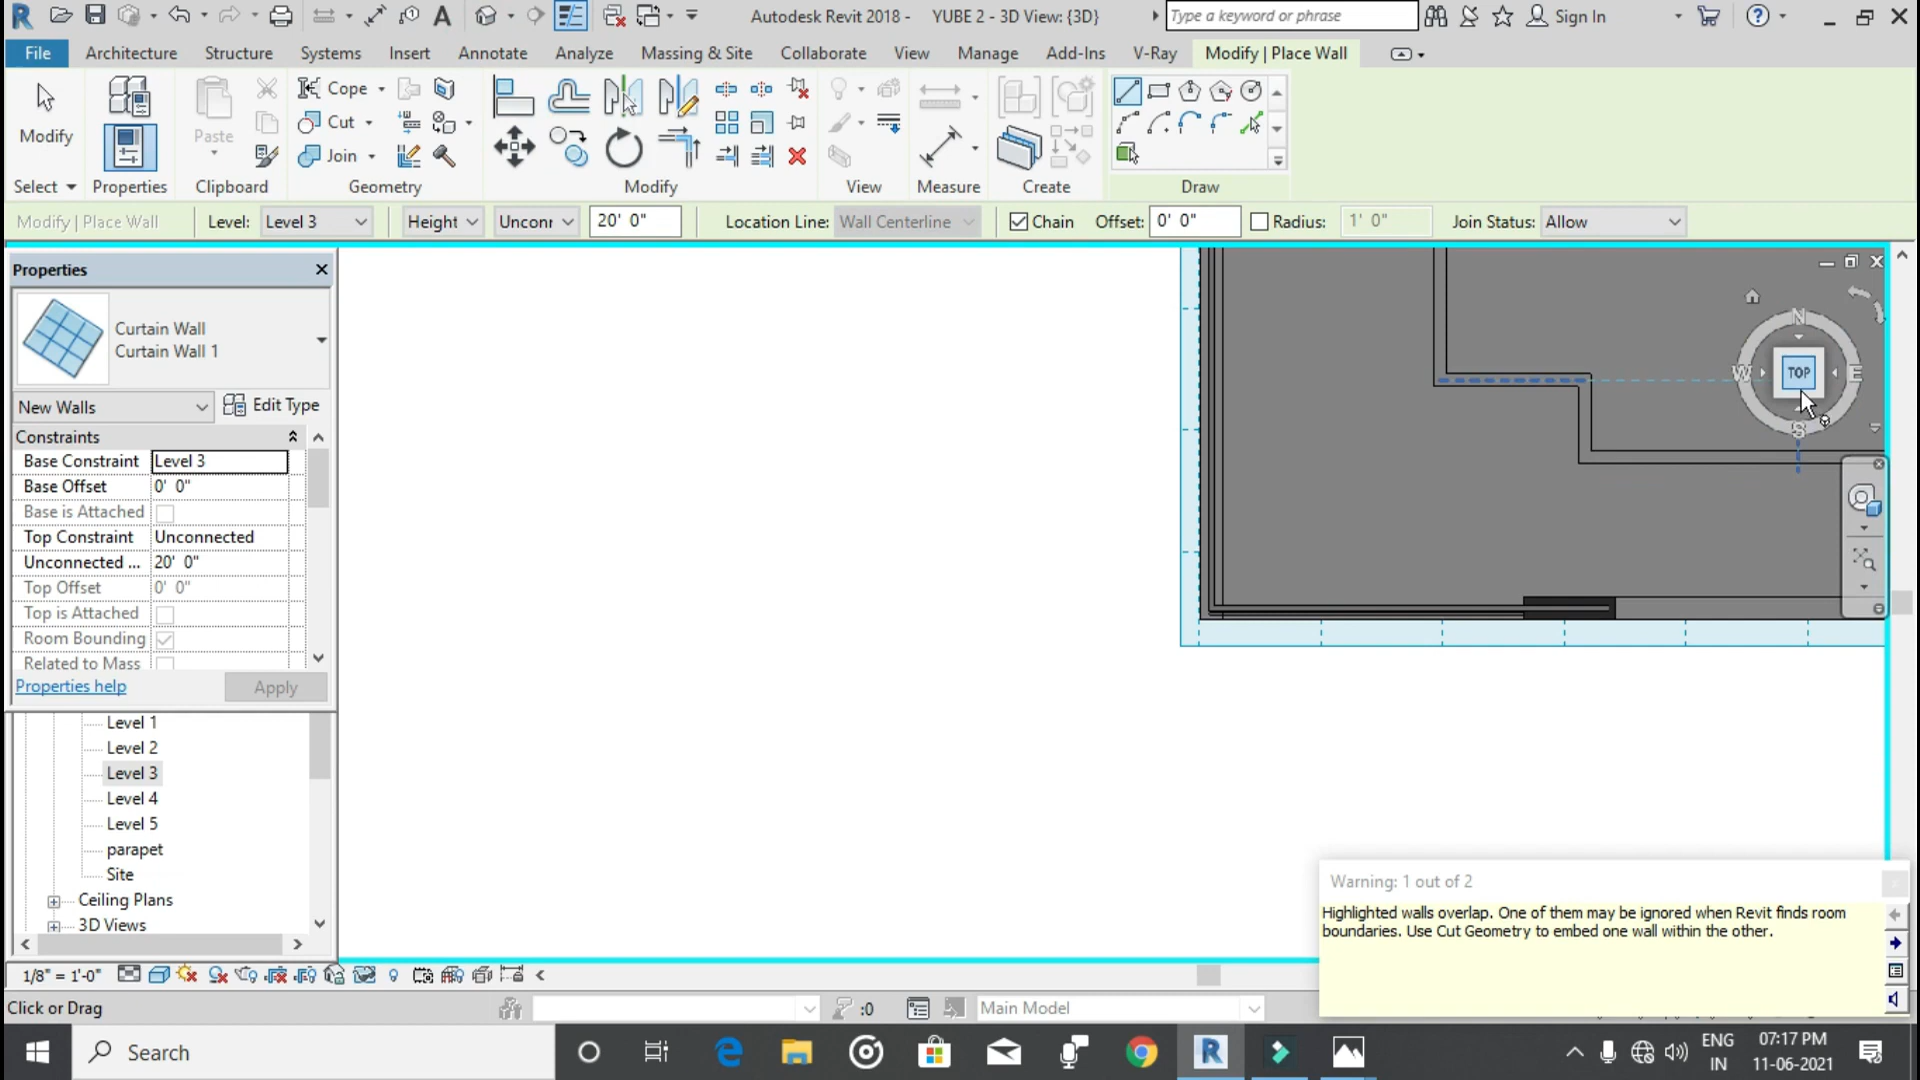 Autodesk Revit 2018 - YUBE 2 - 3D View: {3D}
Type a keyword or phrase
Sign In
File Architecture Structure Systems Insert Annotate Analyze Massing & Site Collaborate View Manage Add-Ins V-Ray Modify | Place Wall
Modify
Paste
Cope
Cut
Join
Select Properties Clipboard Geometry Modify View Measure Create Draw
Modify | Place Wall Level: Level 3 Height Unconr 20' 0" Location Line: Wall Centerline Chain Offset: 0' 0" Radius: 1' 0" Join Status: Allow
Properties
Curtain Wall
Curtain Wall 1
New Walls Edit Type
Constraints
Base Constraint Level 3
Base Offset 0' 0"
Base is Attached
Top Constraint Unconnected
Unconnected ... 20' 0"
Top Offset 0' 0"
Top is Attached
Room Bounding
Related to Mass
Properties help Apply
Level 1
Level 2
Level 3
Level 4
Level 5
parapet
Site
Ceiling Plans
3D Views
N
W TOP E
S
Warning: 1 out of 2
Highlighted walls overlap. One of them may be ignored when Revit finds room
boundaries. Use Cut Geometry to embed one wall within the other.
1/8" = 1'-0"
Click or Drag :0 Main Model
Search
ENG
IN
07:17 PM
11-06-2021